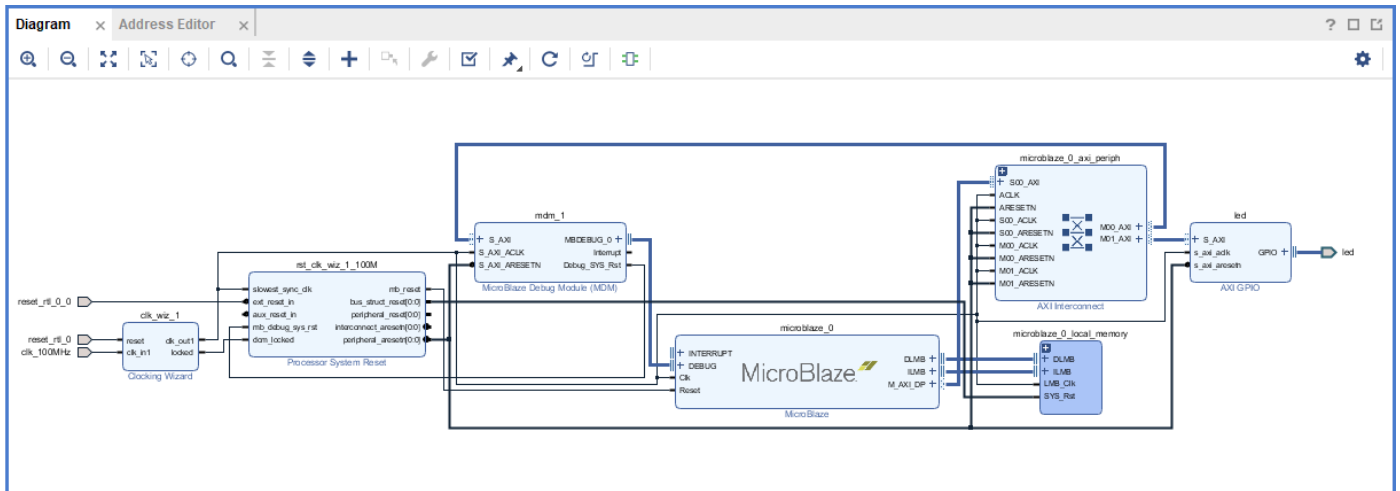 Diagram × Address Editor × ?
reset_rtl_0_0
reset_rtl_0
clk_100MHz
clk_wiz_1
reset clk_out1
clk_in1 locked
Clocking Wizard
rst_clk_wiz_1_100M
slowest_sync_clk mb_reset
ext_reset_in bus_struct_reset[0:0]
aux_reset_in peripheral_reset[0:0]
mb_debug_sys_rst interconnect_aresetn[0:0]
dcm_locked peripheral_aresetn[0:0]
Processor System Reset
mdm_1
S_AXI MBDEBUG_0
S_AXI_ACLK Interrupt
S_AXI_ARESETN Debug_SYS_Rst
MicroBlaze Debug Module (MDM)
microblaze_0
INTERRUPT
DEBUG
Clk
Reset
MicroBlaze
DLMB
ILMB
M_AXI_DP
MicroBlaze
microblaze_0_axi_periph
S00_AXI
ACLK
ARESETN
S00_ACLK
S00_ARESETN
M00_ACLK
M00_ARESETN
M01_ACLK
M01_ARESETN
M00_AXI
M01_AXI
AXI Interconnect
microblaze_0_local_memory
DLMB
ILMB
LMB_Clk
SYS_Rst
led
S_AXI
s_axi_aclk
s_axi_aresetn
GPIO
AXI GPIO
led